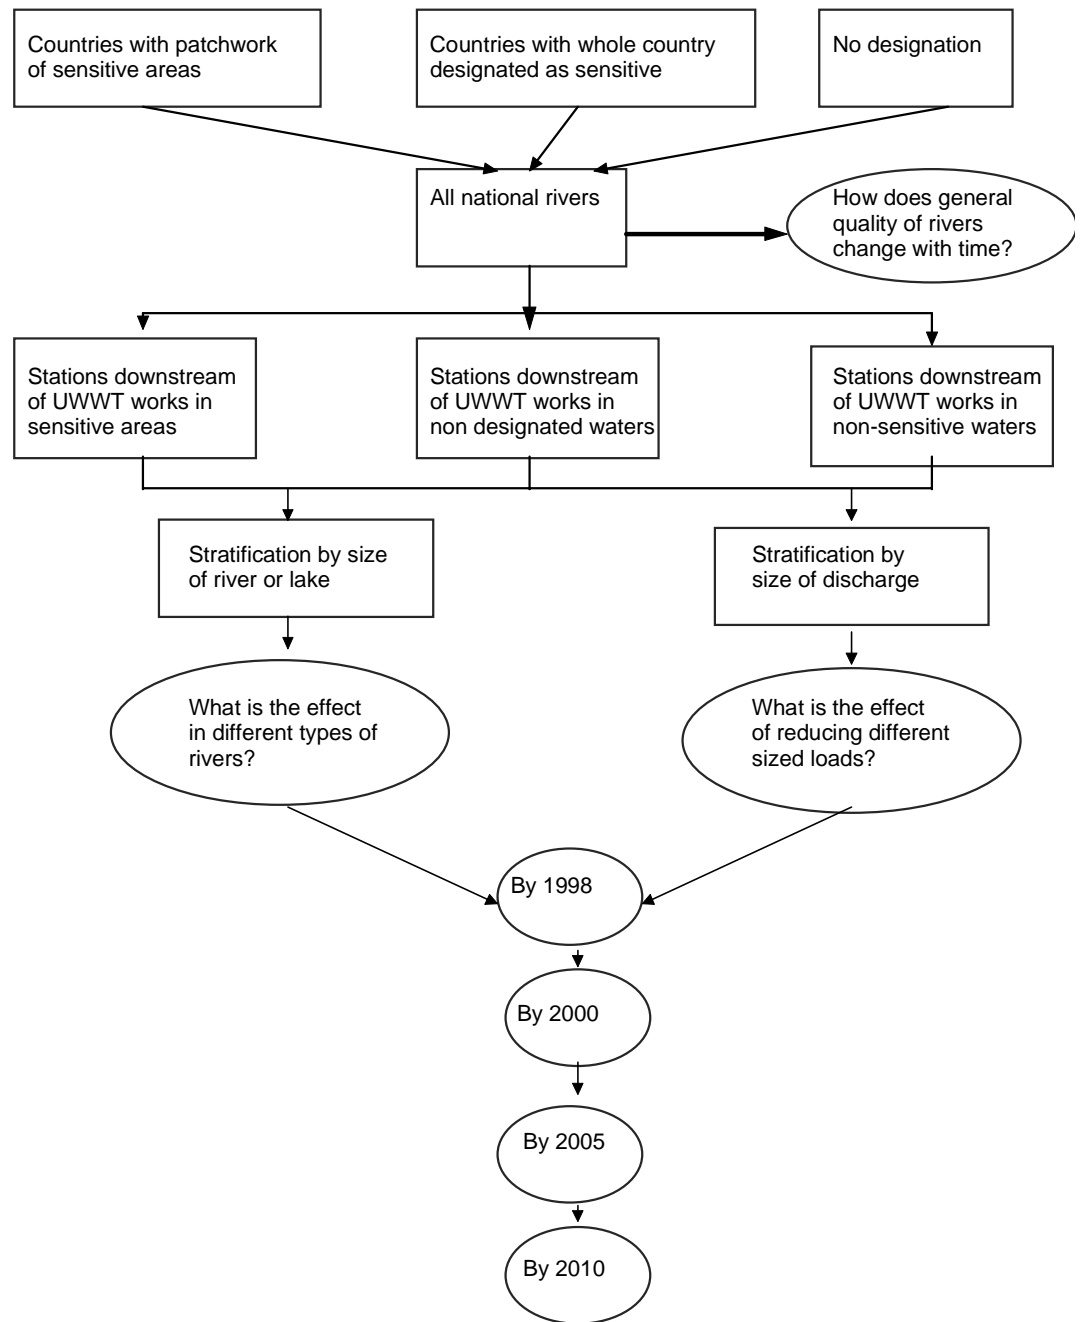 Countries with patchwork
of sensitive areas
Countries with whole country
designated as sensitive
No designation
All national rivers
How does general
quality of rivers
change with time?
Stations downstream
of UWWT works in
sensitive areas
Stations downstream
of UWWT works in
non designated waters
Stations downstream
of UWWT works in
non-sensitive waters
Stratification by size
of river or lake
Stratification by
size of discharge
What is the effect
in different types of
rivers?
What is the effect
of reducing different
sized loads?
By 1998
By 2000
By 2005
By 2010